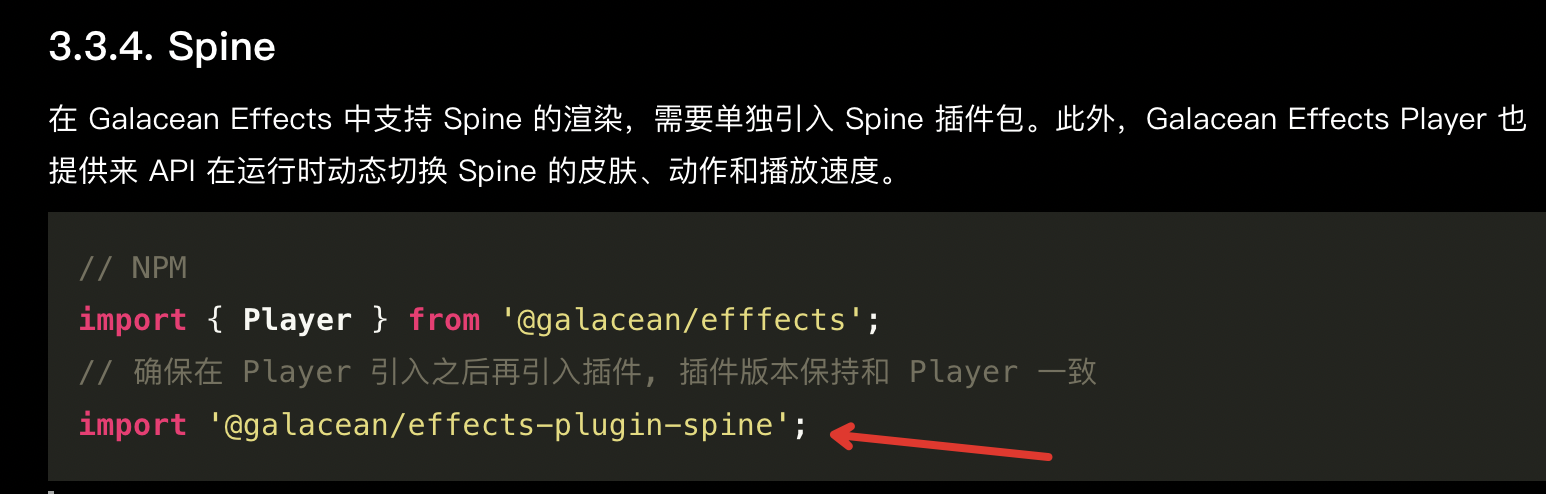 3.3.4. Spine
在 Galacean Effects 中支持 Spine 的渲染，需要单独引入 Spine 插件包。此外，Galacean Effects Player 也
提供来 API 在运行时动态切换 Spine 的皮肤、动作和播放速度。
// NPM
import { Player } from '@galacean/efffects';
// 确保在 Player 引入之后再引入插件, 插件版本保持和 Player 一致
import '@galacean/effects-plugin-spine';